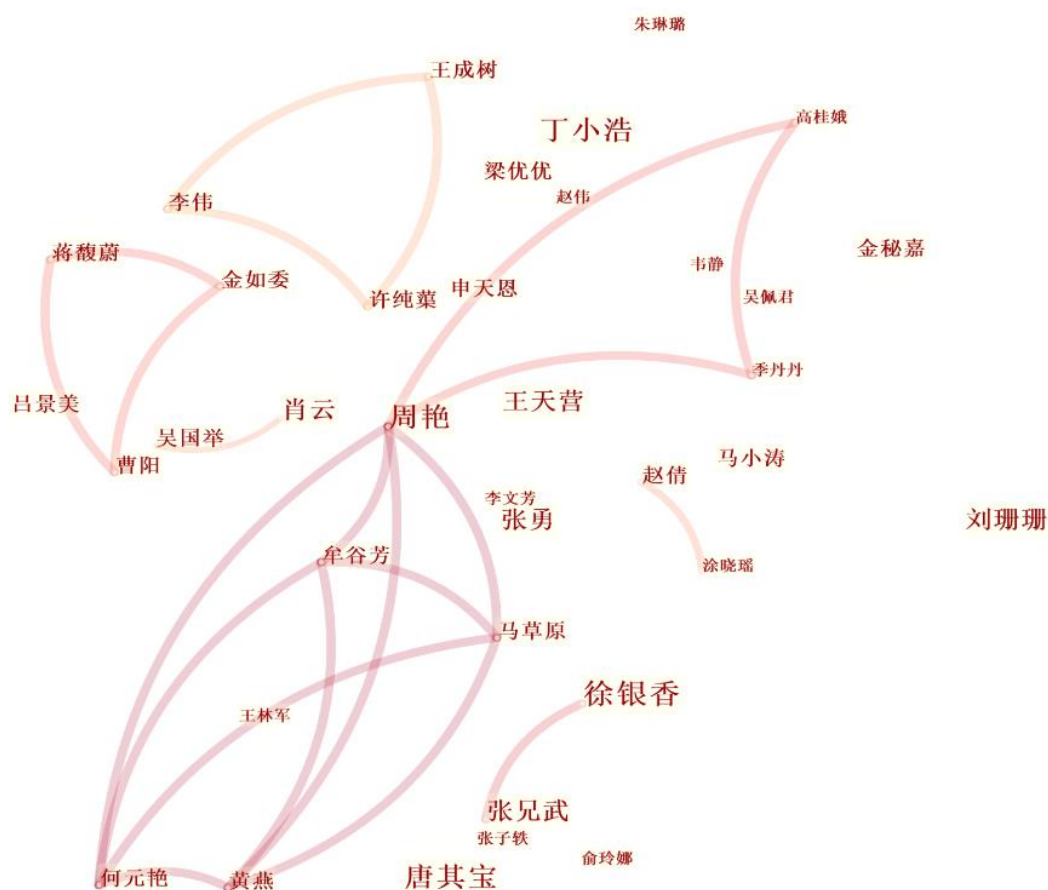 朱琳璐
王成树
高桂娥
丁小浩
梁优优
赵伟
李伟
蒋馥蔚
金秘嘉
韦静
金如委
申天恩
许纯蕖
吴佩君
季丹丹
吕景美
肖云
周艳
王天营
吴国举
曹阳
赵倩
马小涛
李文芳
张勇
刘珊珊
牟谷芳
涂晓瑶
马草原
徐银香
王林军
张兄武
张子轶
俞玲娜
何元艳
黄燕
唐其宝